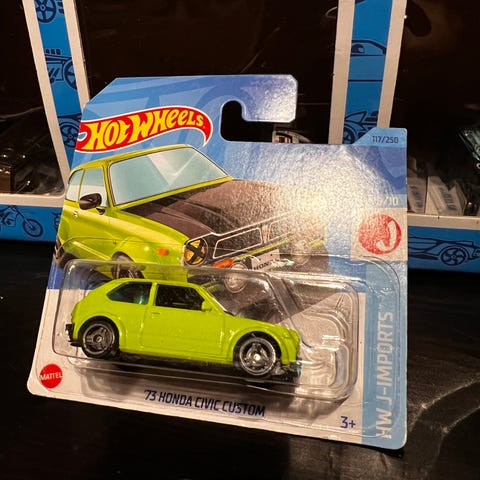 HOT WHEELS
117/250
/10
HW J-IMPORTS
MATTEL
'73 HONDA CIVIC CUSTOM
3+